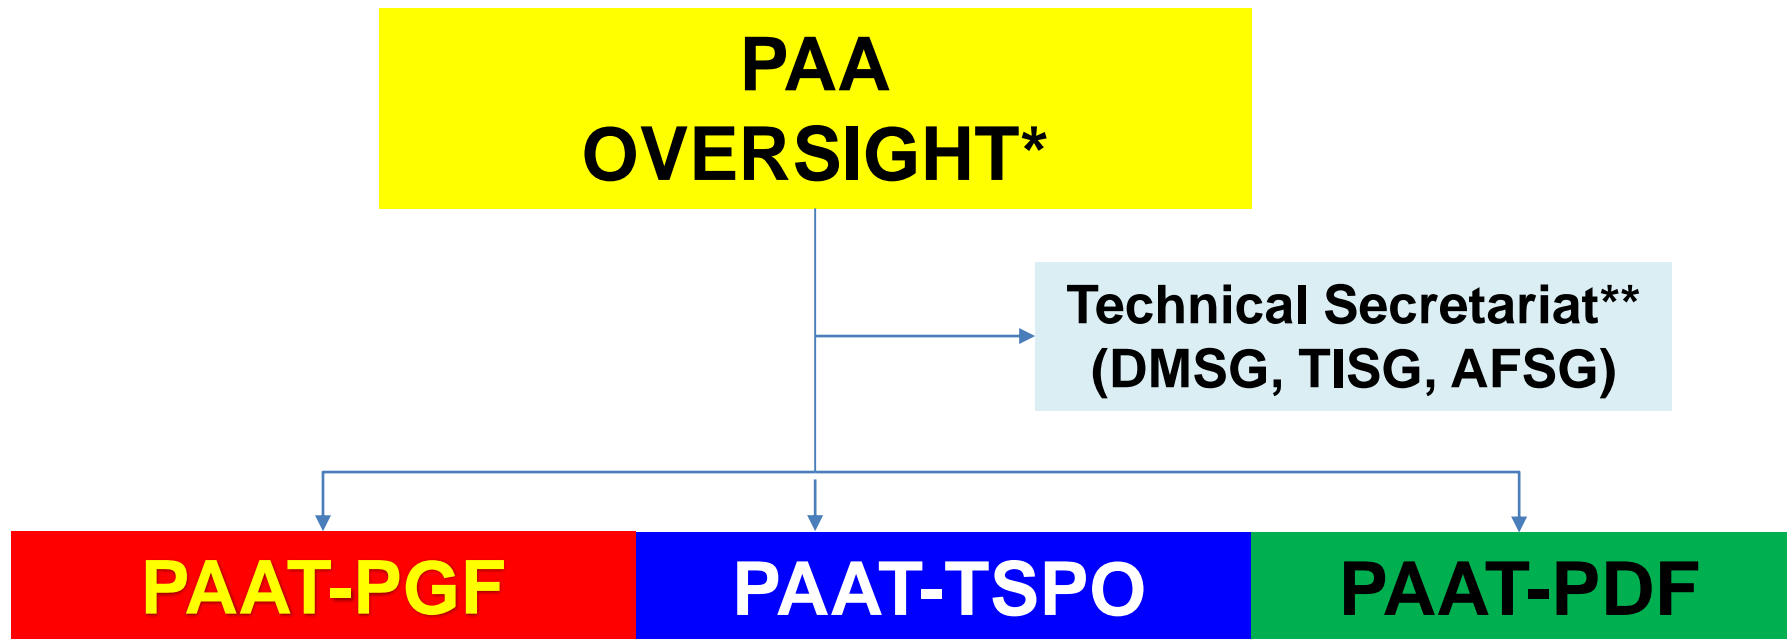 PAA
OVERSIGHT*
Technical Secretariat**
(DMSG, TISG, AFSG)
PAAT-PGF
PAAT-TSPO
PAAT-PDF